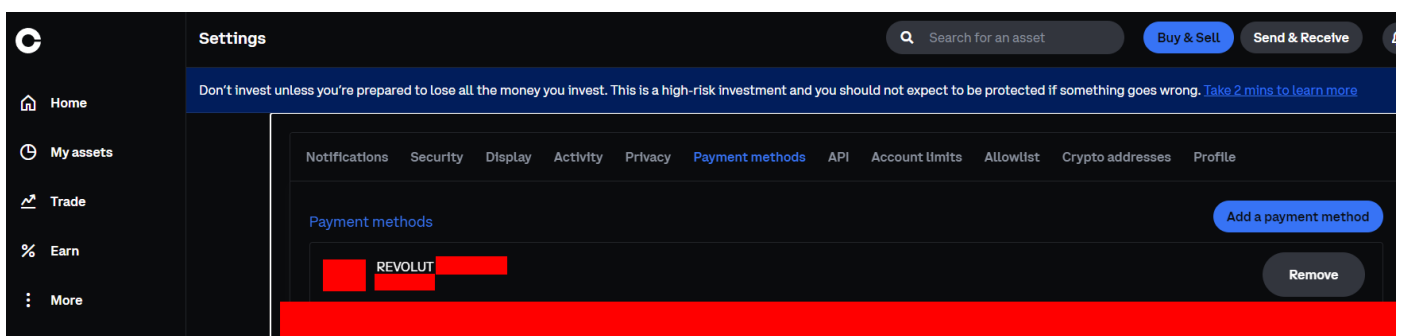 Settings
Search for an asset
Buy & Sell
Send & Receive
Don't invest unless you're prepared to lose all the money you invest. This is a high-risk investment and you should not expect to be protected if something goes wrong. Take 2 mins to learn more
Home
My assets
Trade
% Earn
More
Notifications
Security
Display
Activity
Privacy
Payment methods
API
Account limits
Allowlist
Crypto addresses
Profile
Payment methods
Add a payment method
REVOLUT
Remove